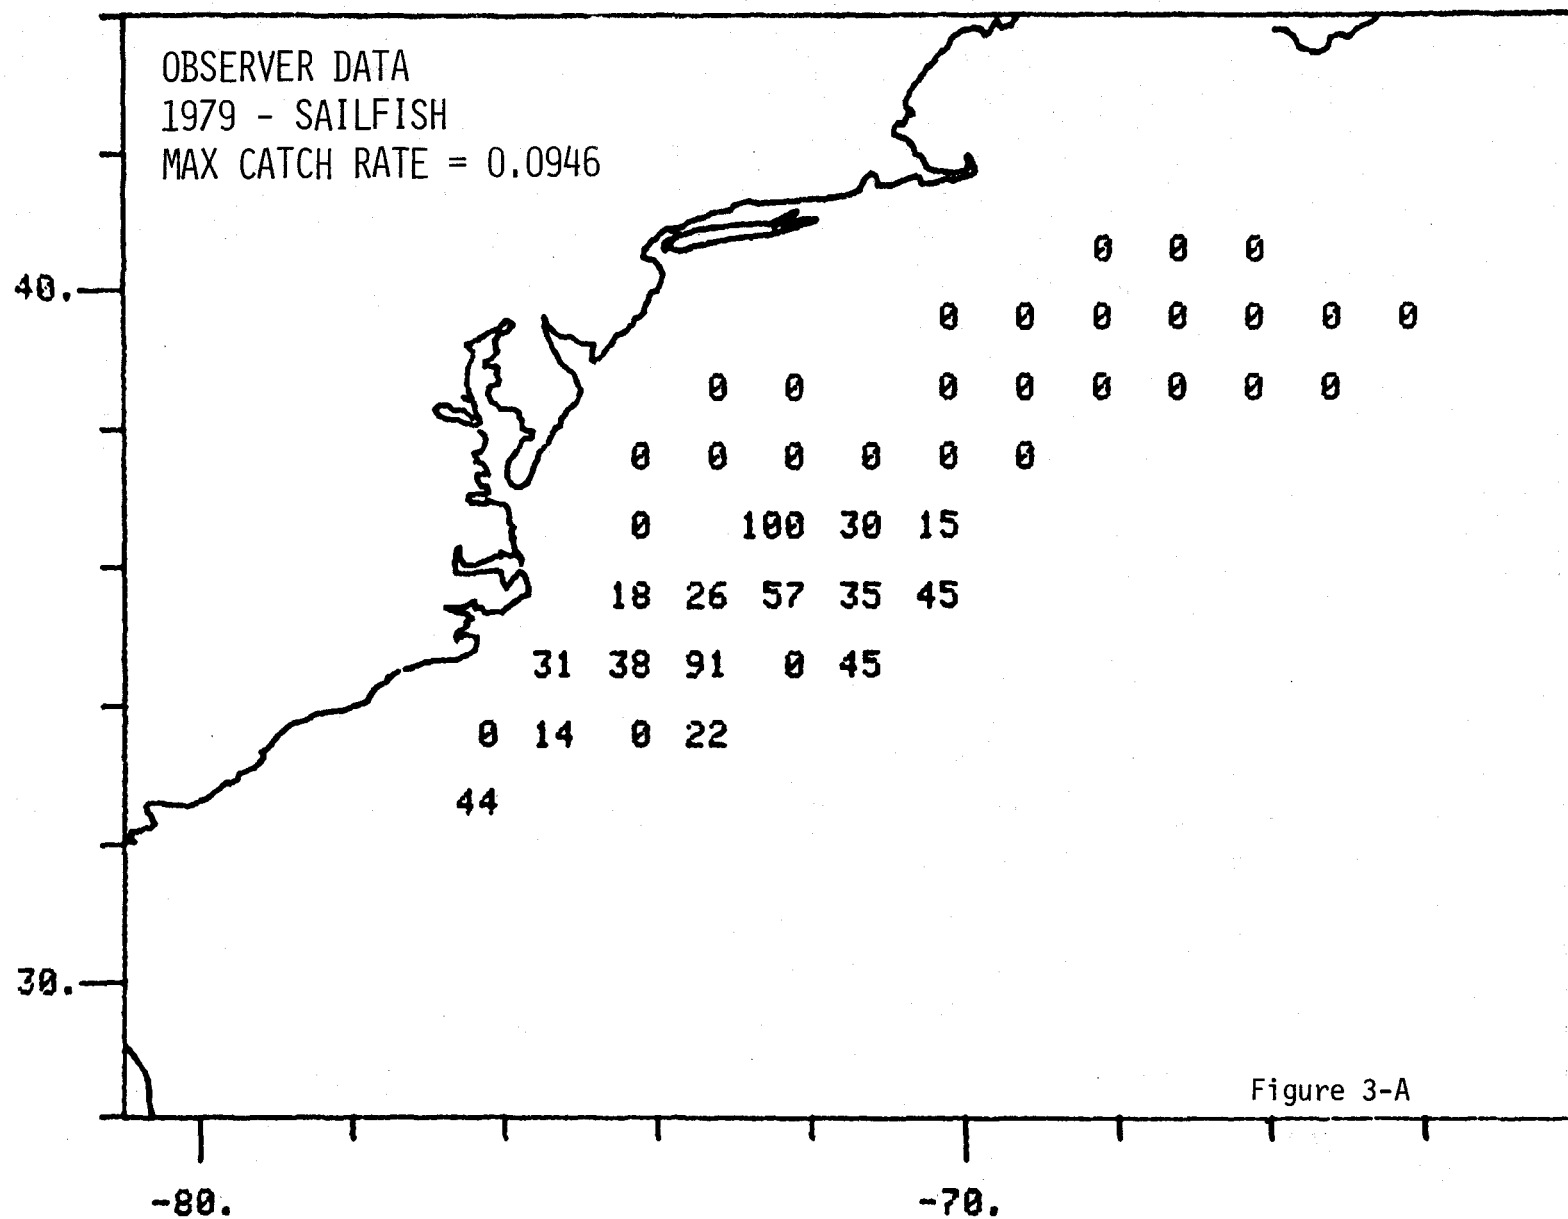 OBSERVER DATA
1979 - SAILFISH
MAX CATCH RATE = 0.0946
0 0 0
40.
0 0 0 0 0 0 0
0 0 0 0 0 0 0 0
0 0 0 0 0 0
0 100 30 15
18 26 57 35 45
31 38 91 0 45
0 14 0 22
44
30.
Figure 3-A
-80. -70.